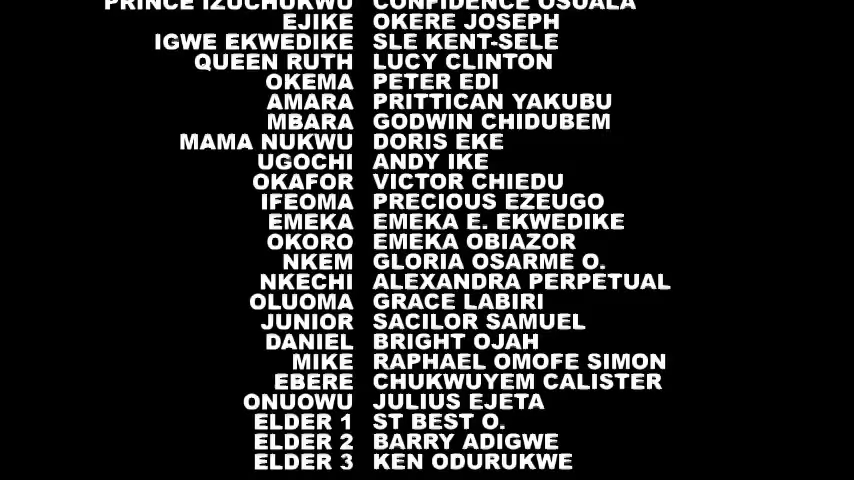 PRINCE IZUCHUKWU CONFIDENCE OSUALA
EJIKE OKERE JOSEPH
IGWE EKWEDIKE SLE KENT-SELE
QUEEN RUTH LUCY CLINTON
OKEMA PETER EDI
AMARA PRITTICAN YAKUBU
MBARA GODWIN CHIDUBEM
MAMA NUKWU DORIS EKE
UGOCHI ANDY IKE
OKAFOR VICTOR CHIEDU
IFEOMA PRECIOUS EZEUGO
EMEKA EMEKA E. EKWEDIKE
OKORO EMEKA OBIAZOR
NKEM GLORIA OSARME O.
NKECHI ALEXANDRA PERPETUAL
OLUOMA GRACE LABIRI
JUNIOR SACILOR SAMUEL
DANIEL BRIGHT OJAH
MIKE RAPHAEL OMOFE SIMON
EBERE CHUKWUYEM CALISTER
ONUOWU JULIUS EJETA
ELDER 1 ST BEST O.
ELDER 2 BARRY ADIGWE
ELDER 3 KEN ODURUKWE